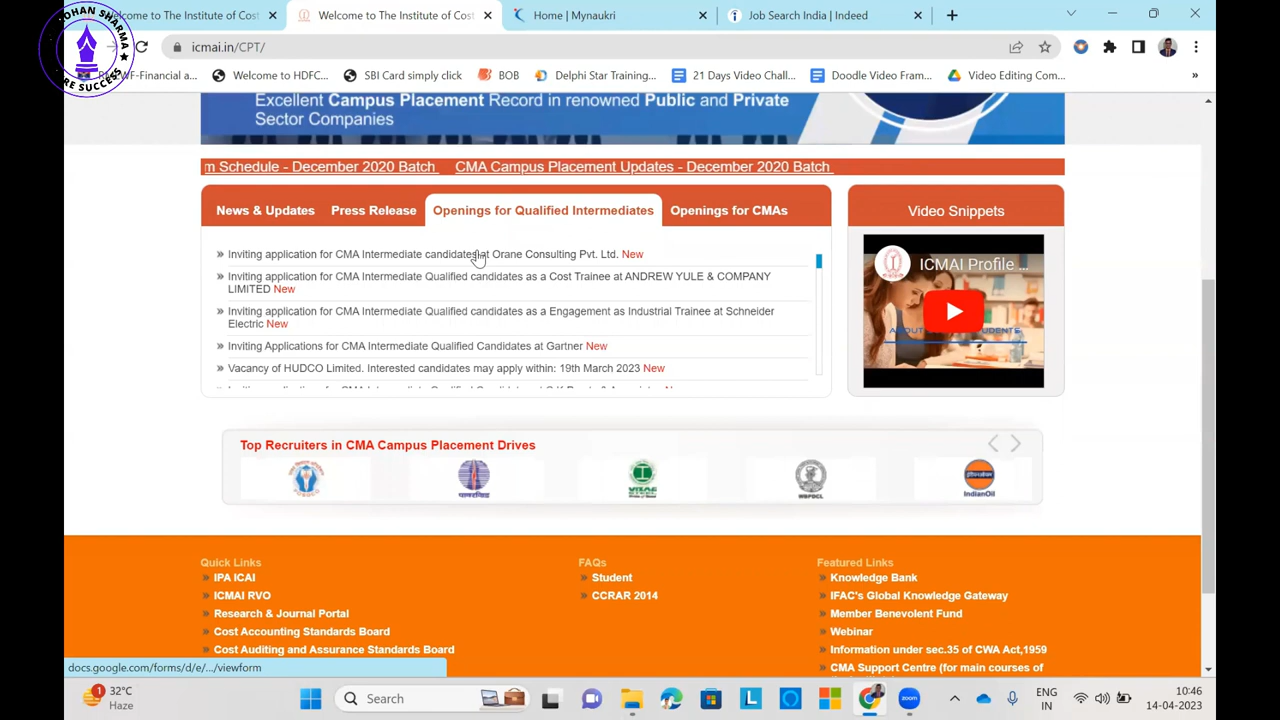 Welcome to The Institute of Cost
Welcome to The Institute of Cost
Home | Mynaukri
Job Search India | Indeed
OHAN SHARMA
RE SUCCESS
icmai.in/CPT/
WF-Financial a...
Welcome to HDFC...
SBI Card simply click
BOB
Delphi Star Training...
21 Days Video Chall...
Doodle Video Fram...
Video Editing Com...
»
Excellent Campus Placement Record in renowned Public and Private
Sector Companies
m Schedule - December 2020 Batch
CMA Campus Placement Updates - December 2020 Batch
News & Updates
Press Release
Openings for Qualified Intermediates
Openings for CMAs
Video Snippets
» Inviting application for CMA Intermediate candidates at Orane Consulting Pvt. Ltd. New
» Inviting application for CMA Intermediate Qualified candidates as a Cost Trainee at ANDREW YULE & COMPANY
LIMITED New
» Inviting application for CMA Intermediate Qualified candidates as a Engagement as Industrial Trainee at Schneider
Electric New
» Inviting Applications for CMA Intermediate Qualified Candidates at Gartner New
» Vacancy of HUDCO Limited. Interested candidates may apply within: 19th March 2023 New
ICMAI Profile ...
Top Recruiters in CMA Campus Placement Drives
पावरग्रिड
VIZAG
WBPDCL
IndianOil
Quick Links
» IPA ICAI
» ICMAI RVO
» Research & Journal Portal
» Cost Accounting Standards Board
» Cost Auditing and Assurance Standards Board
FAQs
» Student
» CCRAR 2014
Featured Links
» Knowledge Bank
» IFAC's Global Knowledge Gateway
» Member Benevolent Fund
» Webinar
» Information under sec.35 of CWA Act,1959
» CMA Support Centre (for main courses of
docs.google.com/forms/d/e/.../viewform
1
32°C
Haze
Search
L
zoom
ENG
IN
10:46
14-04-2023